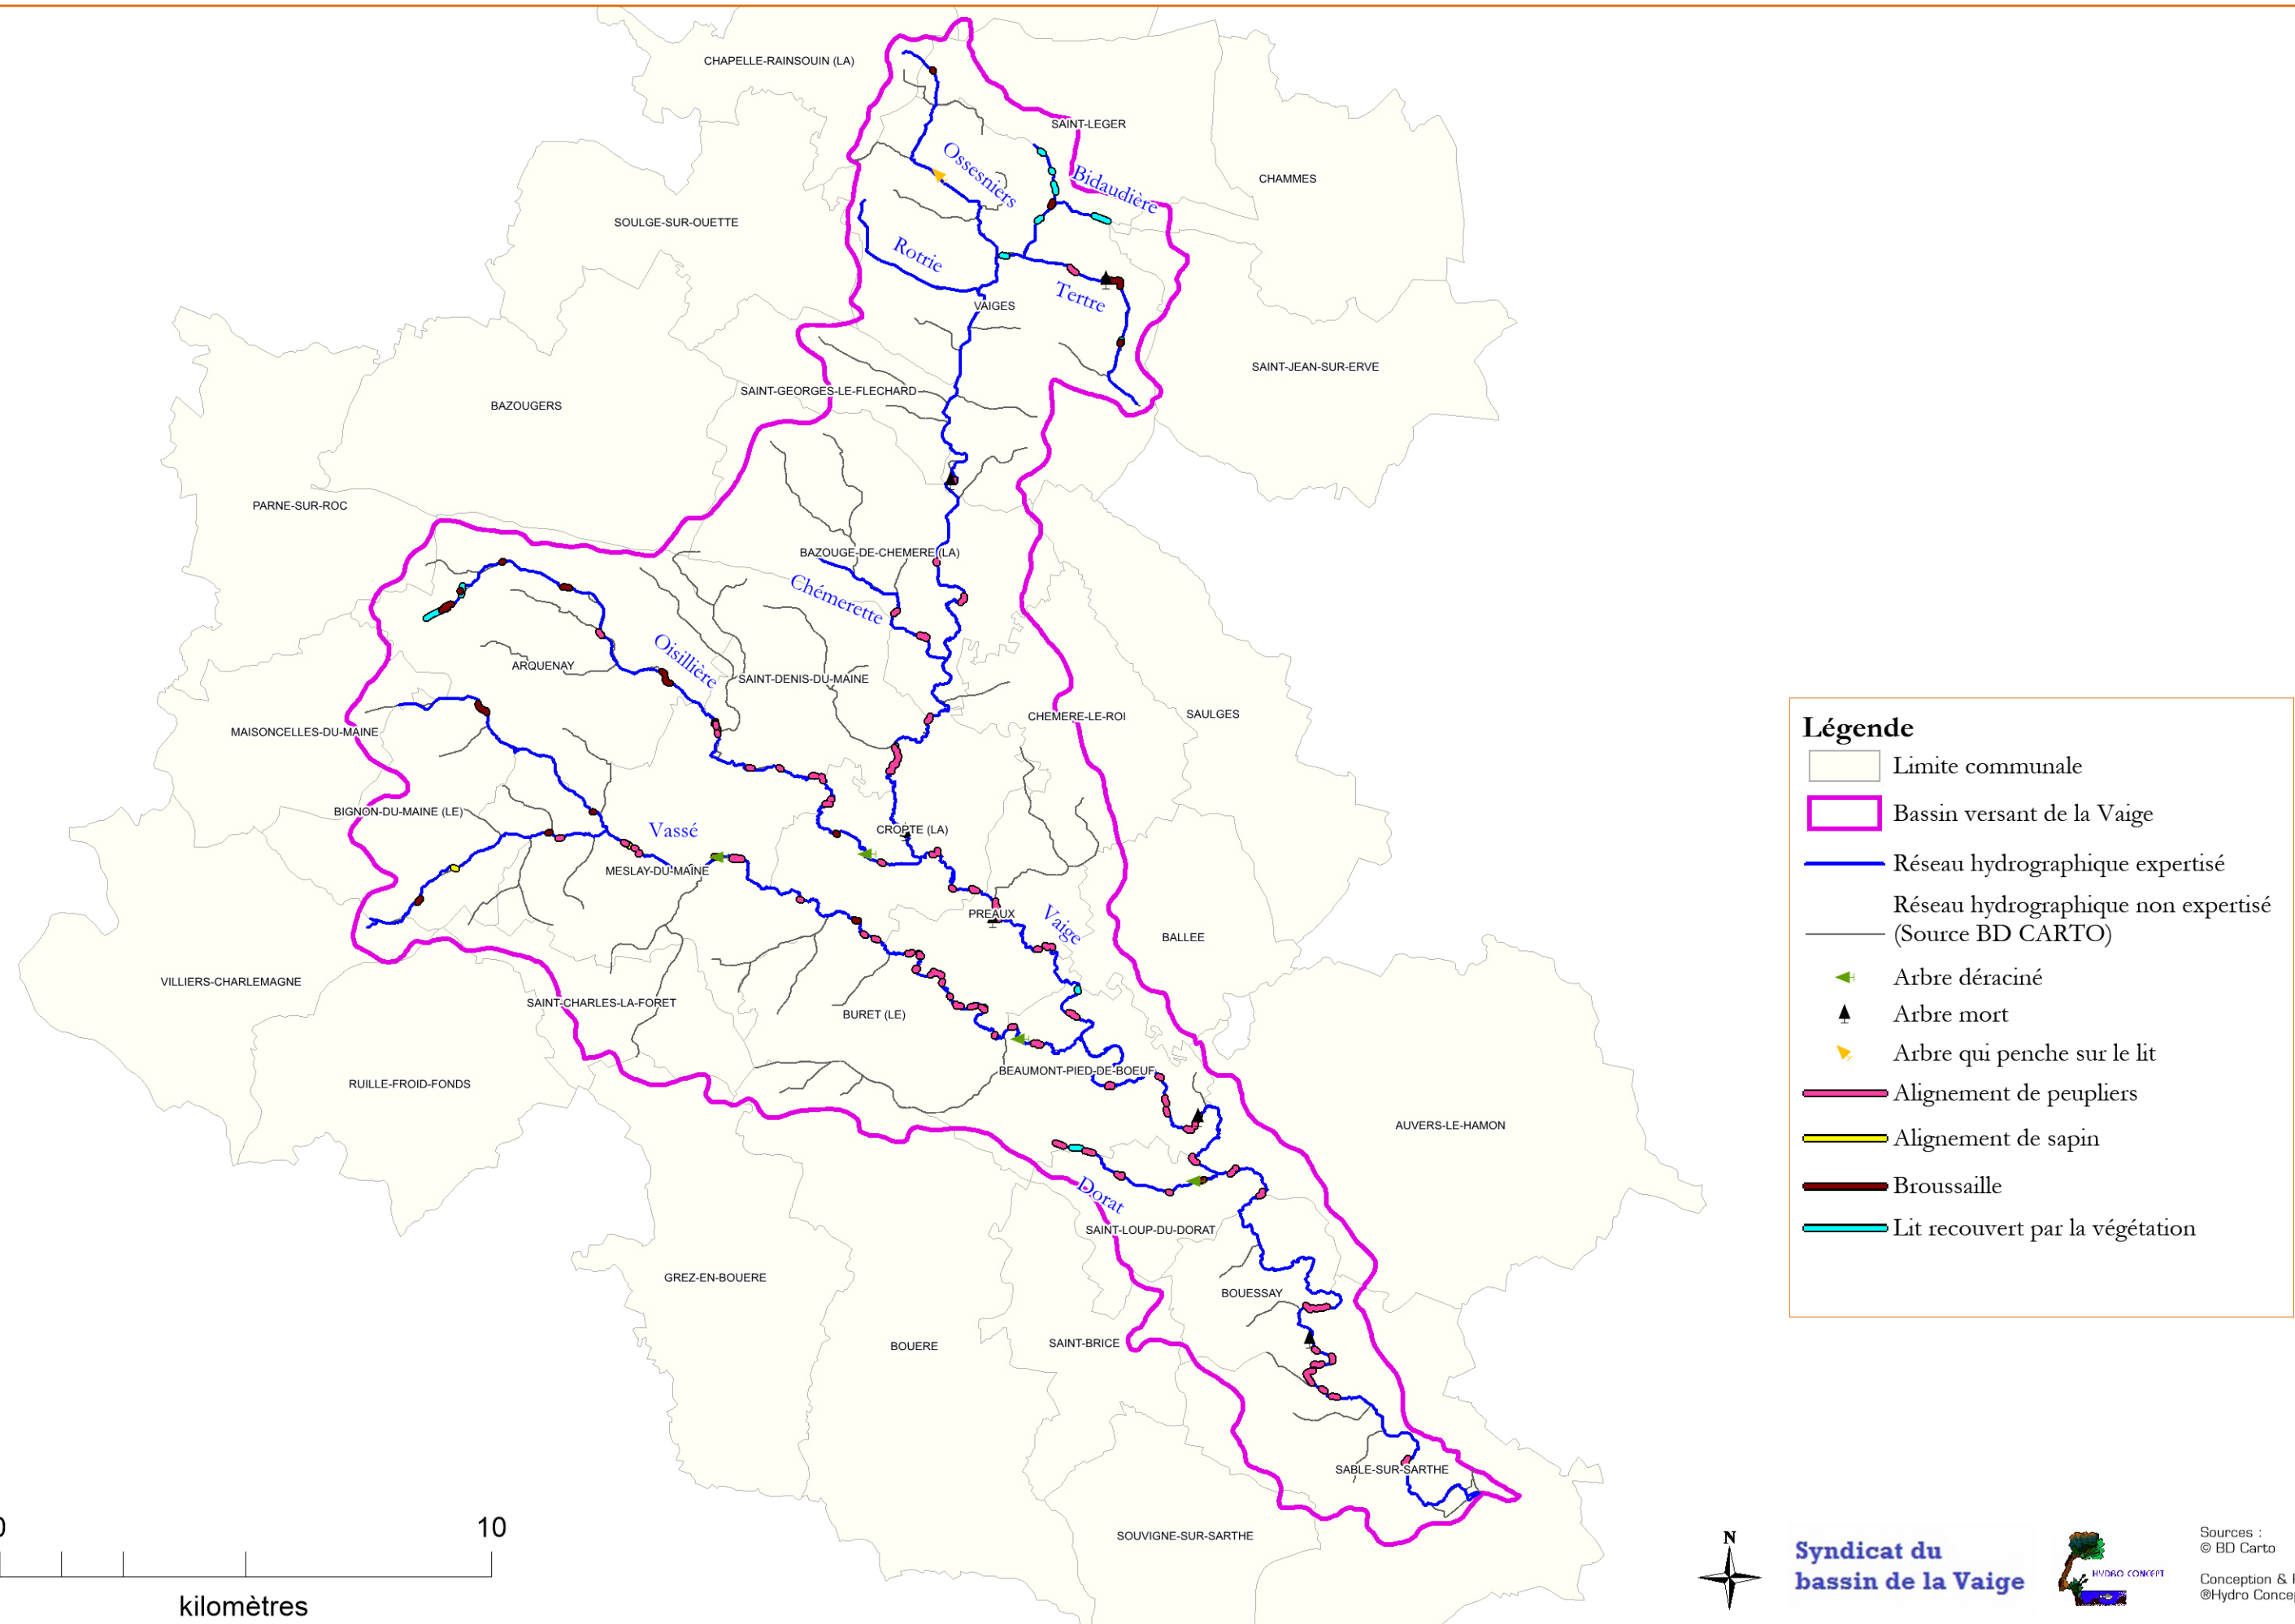 CHAPELLE-RAINSOUIN (LA)
SAINT-LEGER
Ossesniers
Bidaudière
CHAMMES
SOULGE-SUR-OUETTE
Rotrie
Tertre
VAIGES
SAINT-JEAN-SUR-ERVE
SAINT-GEORGES-LE-FLECHARD
BAZOUGERS
PARNE-SUR-ROC
BAZOUGE-DE-CHEMERE (LA)
Chémerette
Oisillière
ARQUENAY
SAINT-DENIS-DU-MAINE
CHEMERE-LE-ROI
SAULGES
MAISONCELLES-DU-MAINE
BIGNON-DU-MAINE (LE)
Vassé
CROPTE (LA)
MESLAY-DU-MAINE
PREAUX
Vaige
BALLEE
VILLIERS-CHARLEMAGNE
SAINT-CHARLES-LA-FORET
BURET (LE)
RUILLE-FROID-FONDS
BEAUMONT-PIED-DE-BOEUF
AUVERS-LE-HAMON
Dorat
SAINT-LOUP-DU-DORAT
GREZ-EN-BOUERE
BOUESSAY
BOUERE
SAINT-BRICE
SABLE-SUR-SARTHE
SOUVIGNE-SUR-SARTHE
Légende
Limite communale
Bassin versant de la Vaige
Réseau hydrographique expertisé
Réseau hydrographique non expertisé
(Source BD CARTO)
Arbre déraciné
Arbre mort
Arbre qui penche sur le lit
Alignement de peupliers
Alignement de sapin
Broussaille
Lit recouvert par la végétation
0 10
kilomètres
N
Syndicat du
bassin de la Vaige
HYDRO CONCEPT
Sources :
© BD Carto
Conception &
®Hydro Conce